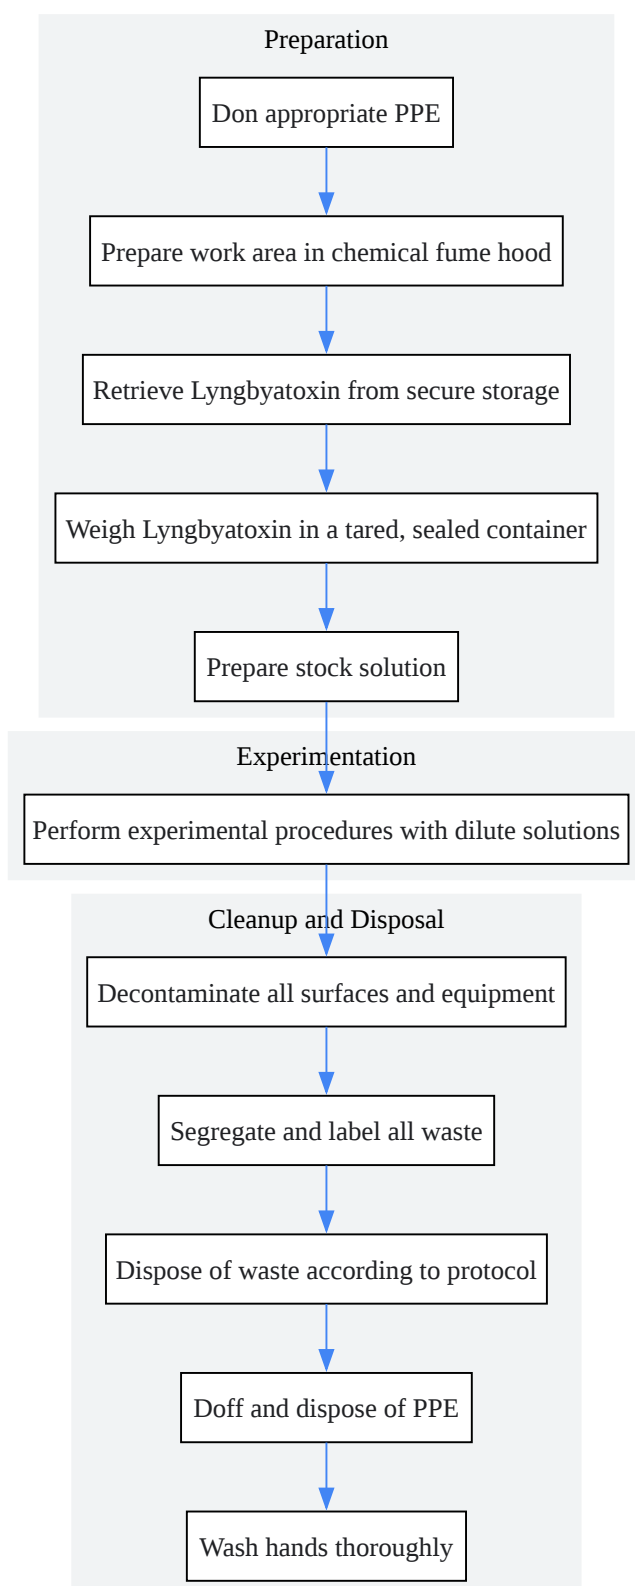 Preparation
Don appropriate PPE
Prepare work area in chemical fume hood
Retrieve Lyngbyatoxin from secure storage
Weigh Lyngbyatoxin in a tared, sealed container
Prepare stock solution
Experimentation
Perform experimental procedures with dilute solutions
Cleanup and Disposal
Decontaminate all surfaces and equipment
Segregate and label all waste
Dispose of waste according to protocol
Doff and dispose of PPE
Wash hands thoroughly